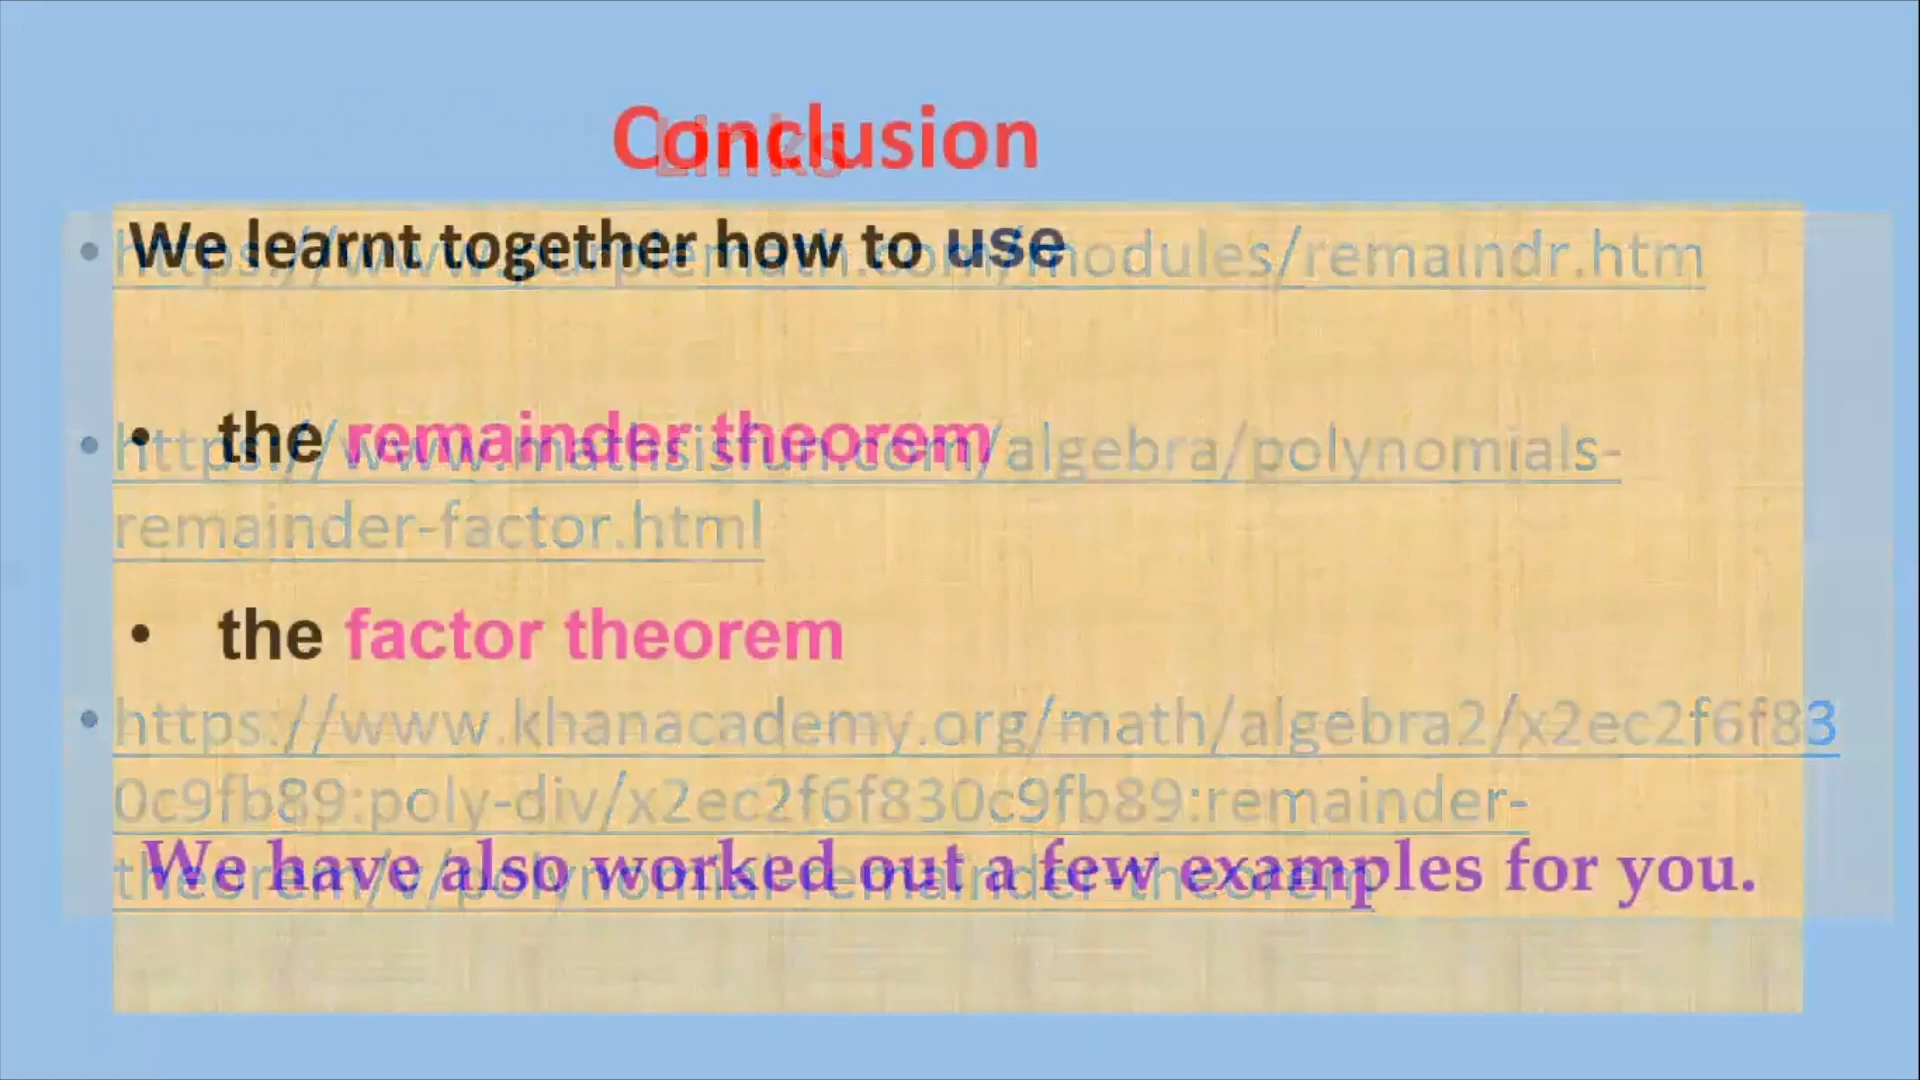 Conclusion
We learnt together how to use
• the remainder theorem
• the factor theorem
We have also worked out a few examples for you.
Links
• https://www.purplemath.com/modules/remaindr.htm
• https://www.mathsisfun.com/algebra/polynomials-
remainder-factor.html
• https://www.khanacademy.org/math/algebra2/x2ec2f6f83
0c9fb89:poly-div/x2ec2f6f830c9fb89:remainder-
theorem/v/polynomial-remainder-theorem